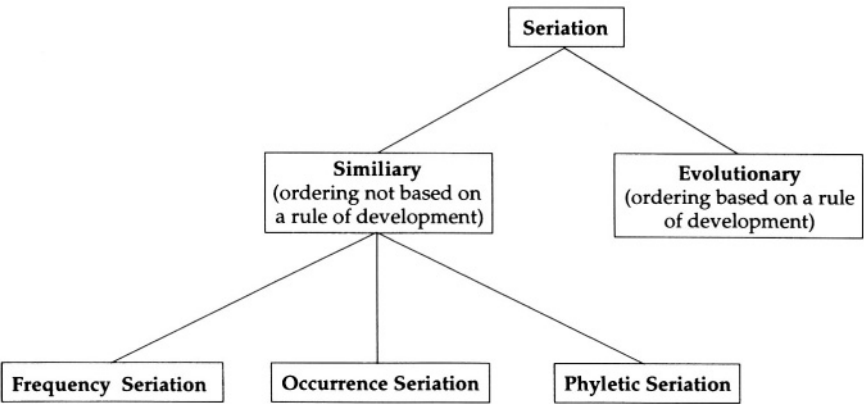 Seriation
Similiary
(ordering not based on
a rule of development)
Evolutionary
(ordering based on a rule
of development)
Frequency Seriation
Occurrence Seriation
Phyletic Seriation